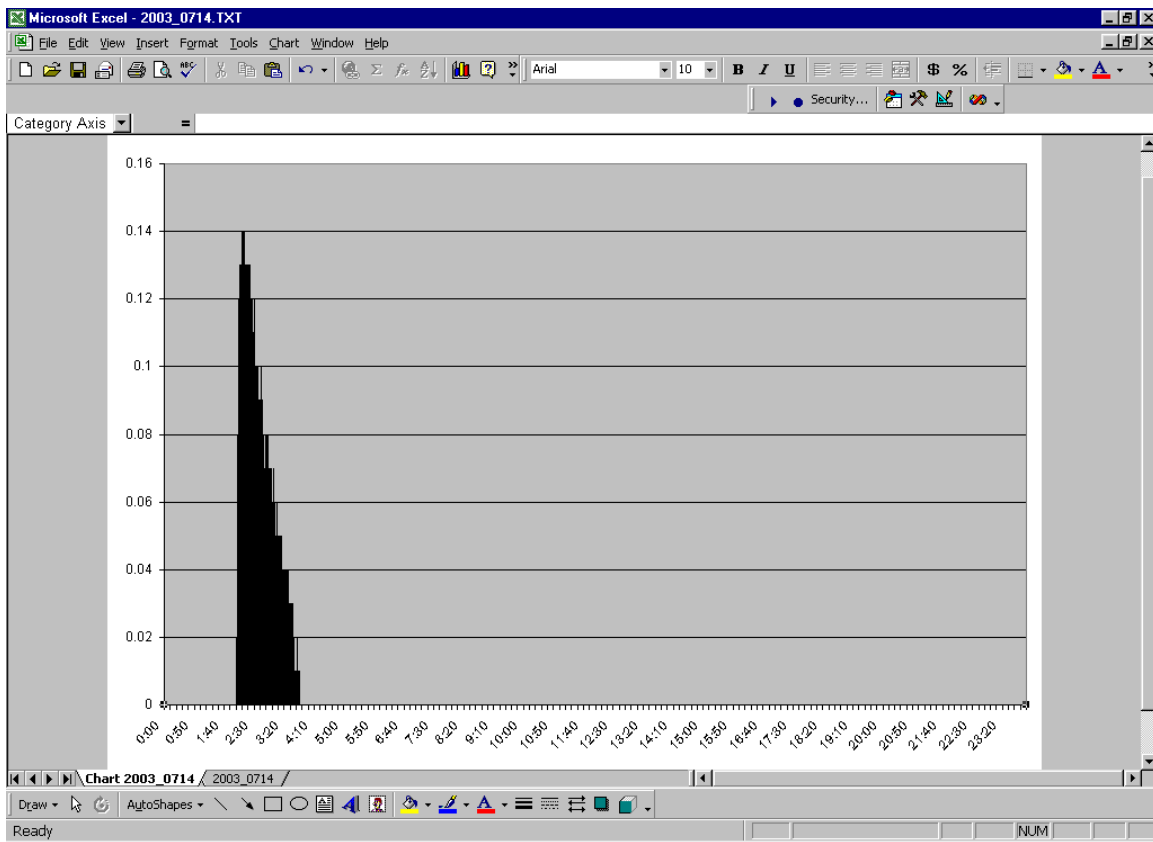 Microsoft Excel - 2003_0714.TXT
File Edit View Insert Format Tools Chart Window Help
ABC Σ fx A Z ? » Arial 10 B I U $ % A
Security...
Category Axis =
0.16
0.14
0.12
0.1
0.08
0.06
0.04
0.02
0
0:00 0:50 1:40 2:30 3:20 4:10 5:00 5:50 6:40 7:30 8:20 9:10 10:00 10:50 11:40 12:30 13:20 14:10 15:00 15:50 16:40 17:30 18:20 19:10 20:00 20:50 21:40 22:30 23:20
Chart 2003_0714 / 2003_0714 /
Draw AutoShapes A A
Ready NUM